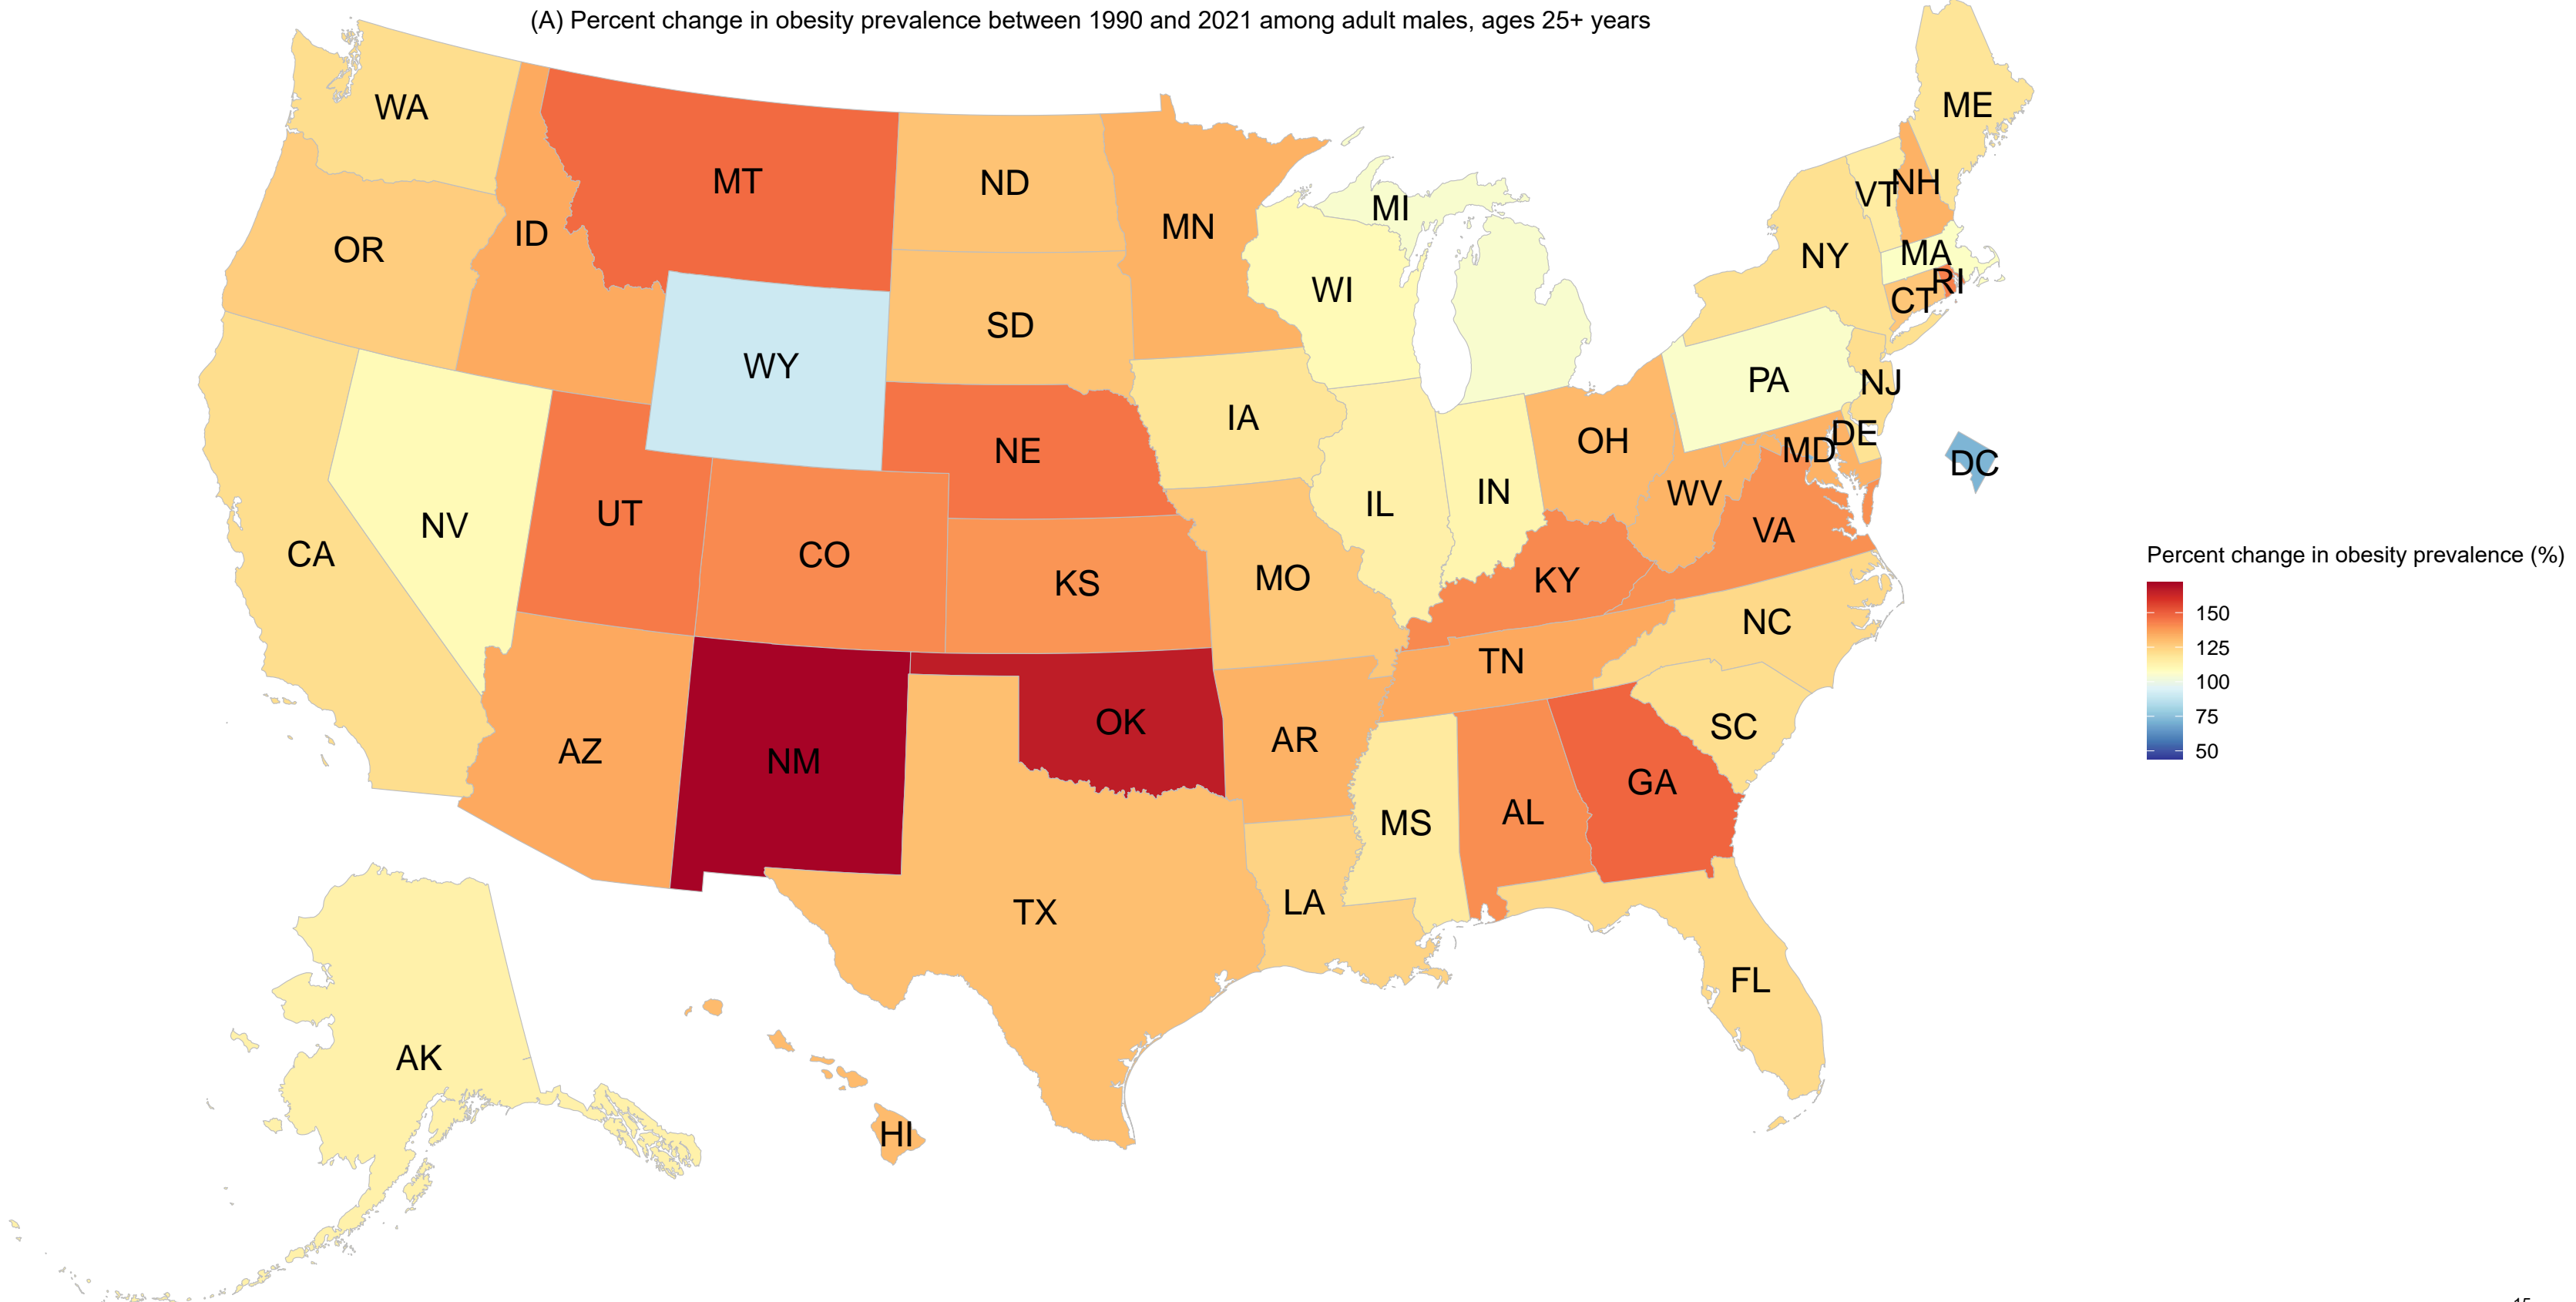 (A) Percent change in obesity prevalence between 1990 and 2021 among adult males, ages 25+ years
WA
ME
MT
ND
VT
NH
MI
MN
ID
OR
NY
MA
RI
WI
CT
SD
WY
PA
NJ
IA
OH
DE
MD
NE
DC
IN
WV
IL
UT
NV
VA
CA
CO
Percent change in obesity prevalence (%)
KS
MO
KY
150
NC
125
TN
100
OK
SC
75
AR
AZ
50
NM
GA
AL
MS
LA
TX
FL
AK
HI